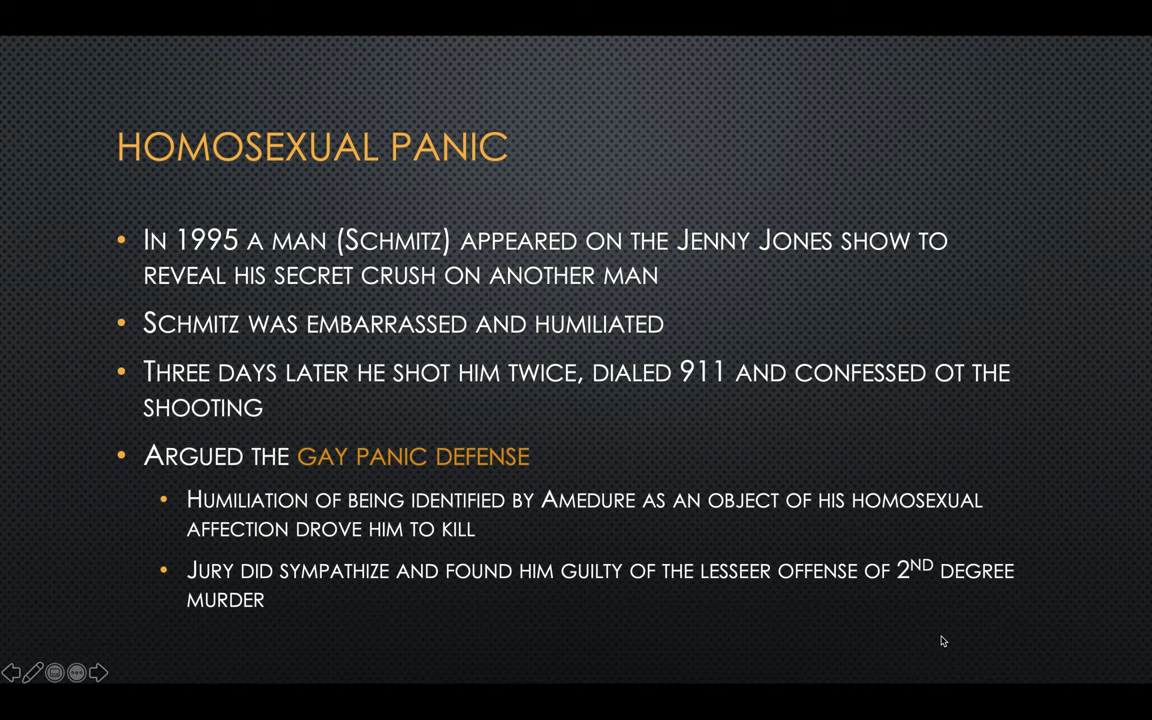 HOMOSEXUAL PANIC
• IN 1995 A MAN (SCHMITZ) APPEARED ON THE JENNY JONES SHOW TO
REVEAL HIS SECRET CRUSH ON ANOTHER MAN
• SCHMITZ WAS EMBARRASSED AND HUMILIATED
• THREE DAYS LATER HE SHOT HIM TWICE, DIALED 911 AND CONFESSED OT THE
SHOOTING
• ARGUED THE GAY PANIC DEFENSE
• HUMILIATION OF BEING IDENTIFIED BY AMEDURE AS AN OBJECT OF HIS HOMOSEXUAL
AFFECTION DROVE HIM TO KILL
• JURY DID SYMPATHIZE AND FOUND HIM GUILTY OF THE LESSEER OFFENSE OF 2ND DEGREE
MURDER